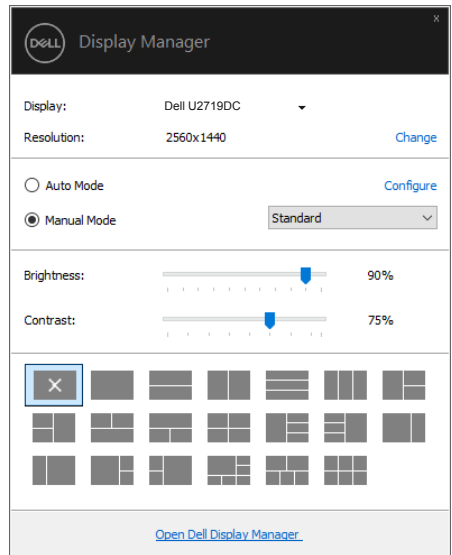 x
DELL Display Manager
Display: Dell U2719DC
Resolution: 2560x1440 Change
Auto Mode Configure
Manual Mode Standard
Brightness: 90%
Contrast: 75%
Open Dell Display Manager